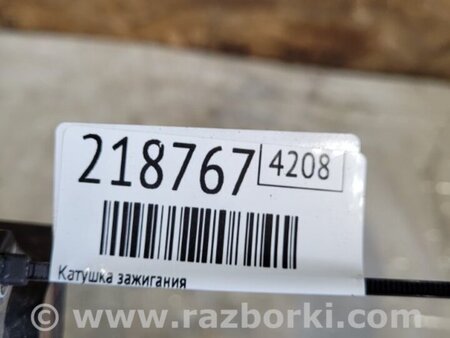 218767 4208
Катушка зажигания
© www.razborki.com